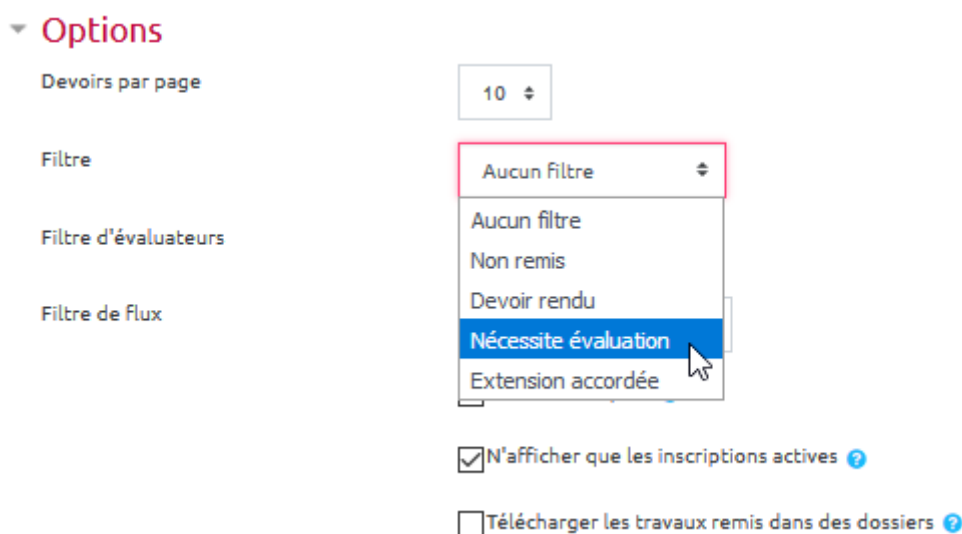 Options
Devoirs par page
10
Filtre
Aucun filtre
Aucun filtre
Filtre d'évaluateurs
Non remis
Devoir rendu
Filtre de flux
Nécessite évaluation
Extension accordée
N'afficher que les inscriptions actives
Télécharger les travaux remis dans des dossiers